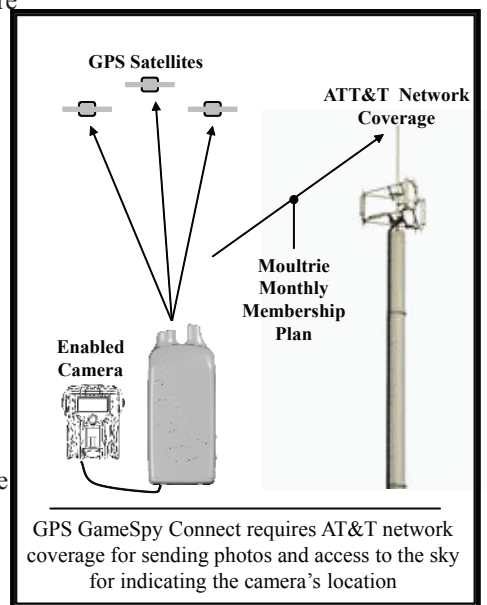 re
GPS Satellites
ATT&T Network
Coverage
Moultrie
Monthly
Membership
Plan
Enabled
Camera
e
GPS GameSpy Connect requires AT&T network
coverage for sending photos and access to the sky
for indicating the camera's location